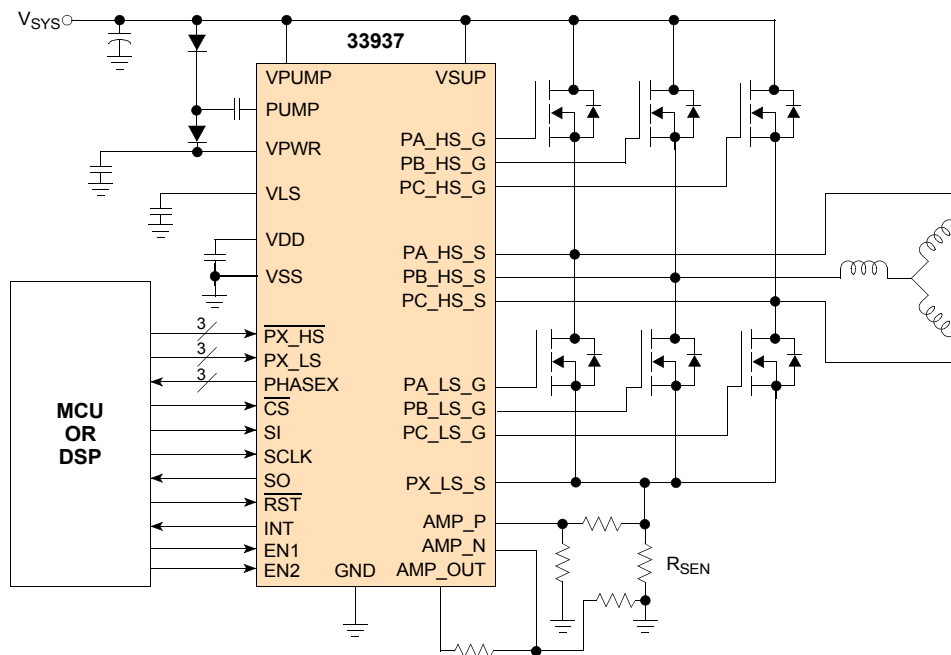 VSYS
33937
VPUMP
VSUP
PUMP
VPWR
VLS
VDD
VSS
PA_HS_G
PB_HS_G
PC_HS_G
PA_HS_S
PB_HS_S
PC_HS_S
MCU
OR
DSP
3
3
3
PX_HS
PX_LS
PHASEX
CS
SI
SCLK
SO
RST
INT
EN1
EN2
GND
PA_LS_G
PB_LS_G
PC_LS_G
PX_LS_S
AMP_P
AMP_N
AMP_OUT
RSEN